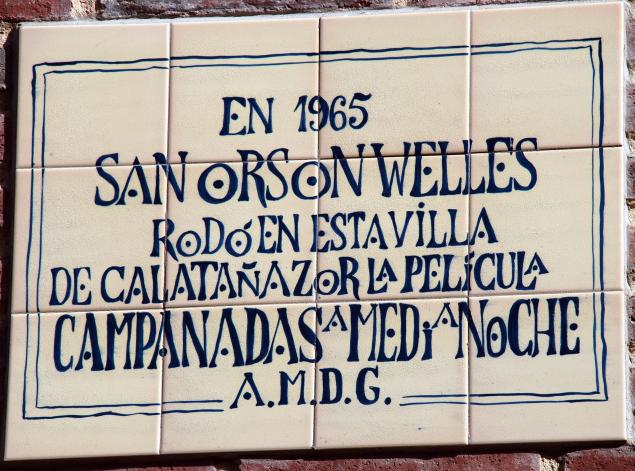 EN 1965
SAN ORSON WELLES
RODÓ EN ESTA VILLA
DE CALATAÑAZOR LA PELÍCULA
CAMPANADAS A MEDIANOCHE
A.M.D.G.